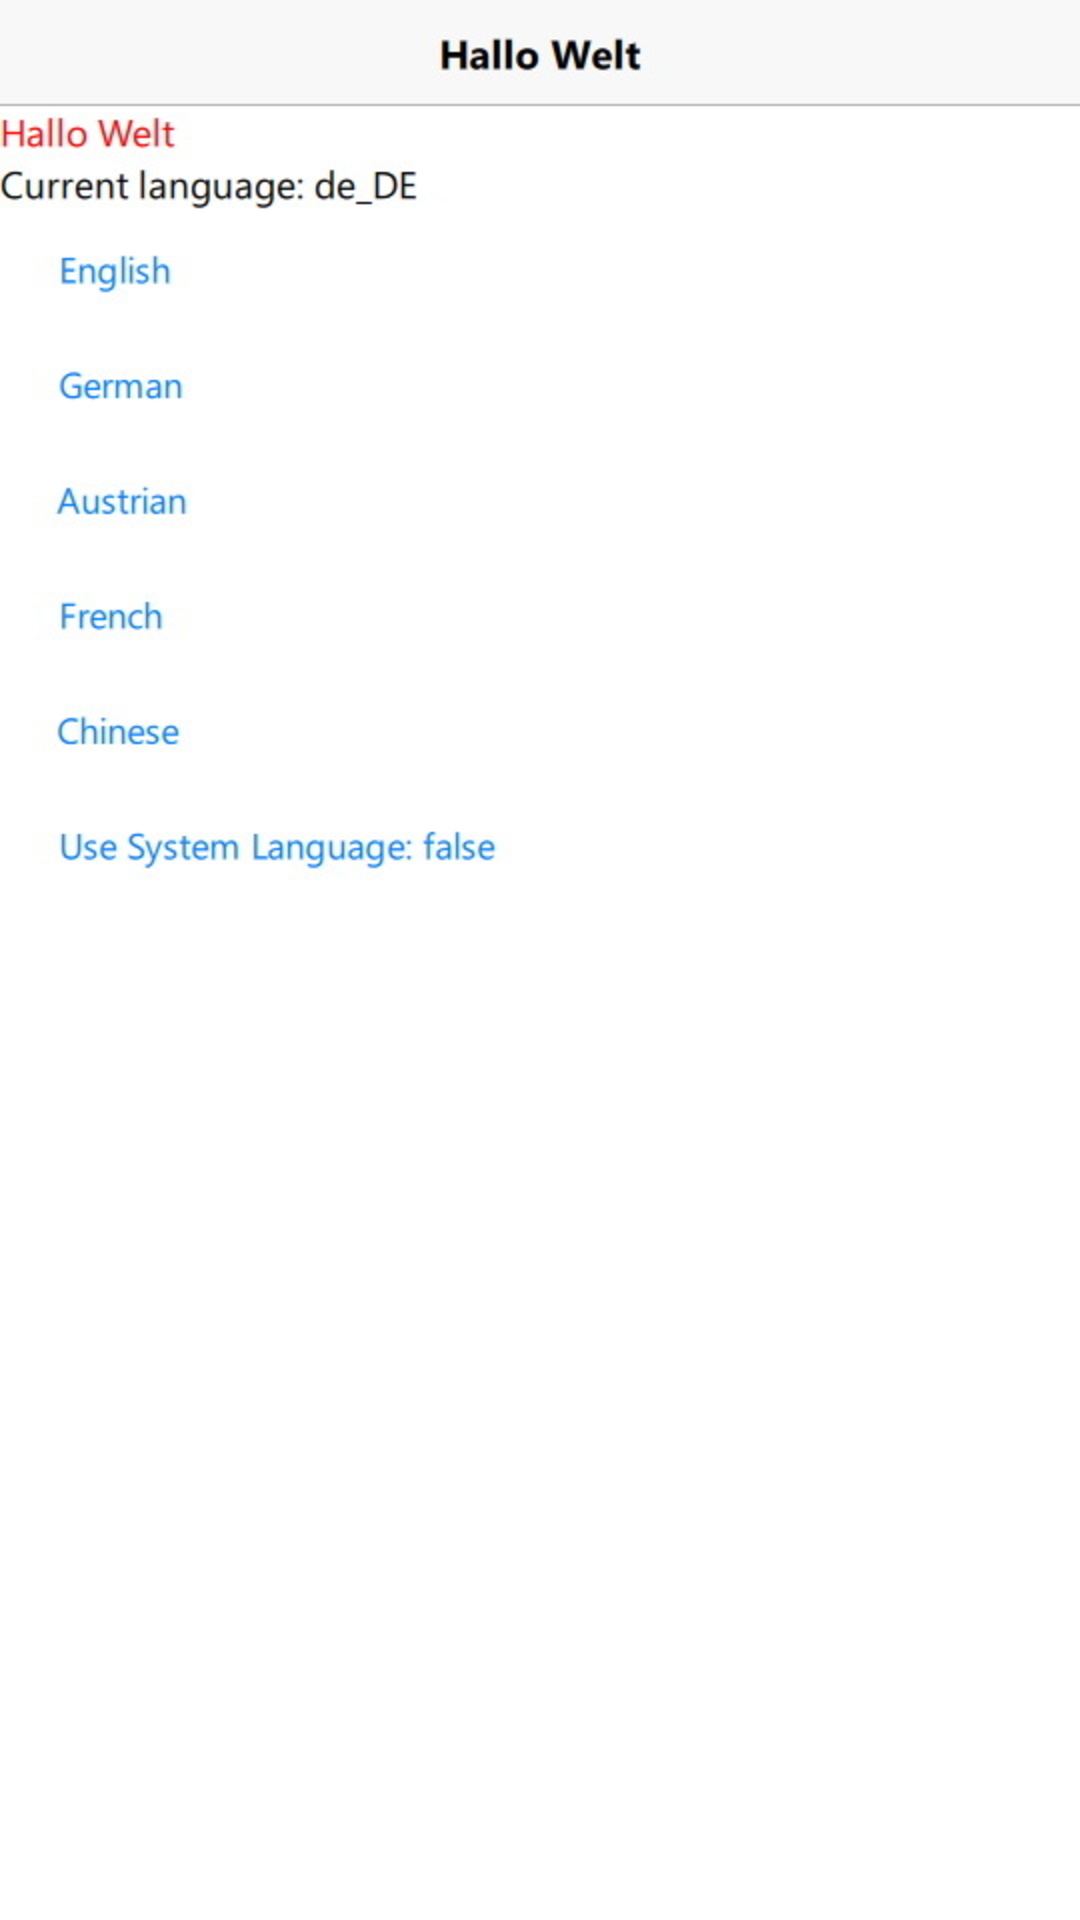 Hallo Welt
Hallo Welt
Current language: de_DE
English
German
Austrian
French
Chinese
Use System Language: false